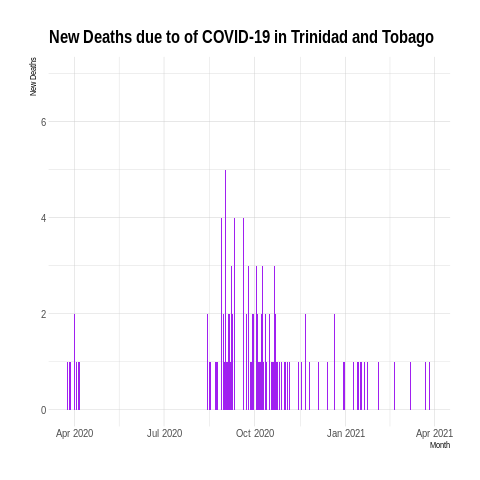 New Deaths due to of COVID-19 in Trinidad and Tobago
New Deaths
6
4
2
0
Apr 2020 Jul 2020 Oct 2020 Jan 2021 Apr 2021
Month